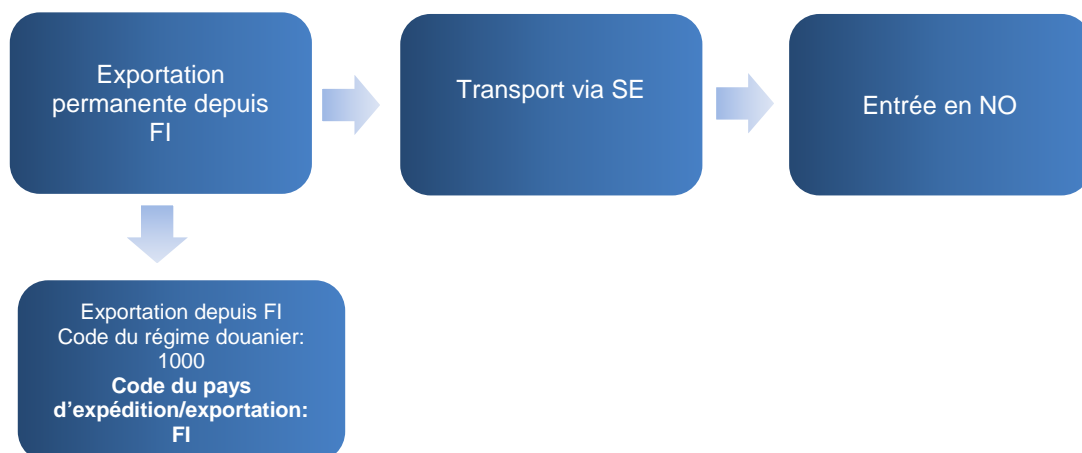 Exportation
permanente depuis
FI
Transport via SE
Entrée en NO
Exportation depuis FI
Code du régime douanier:
1000
Code du pays
d’expédition/exportation:
FI